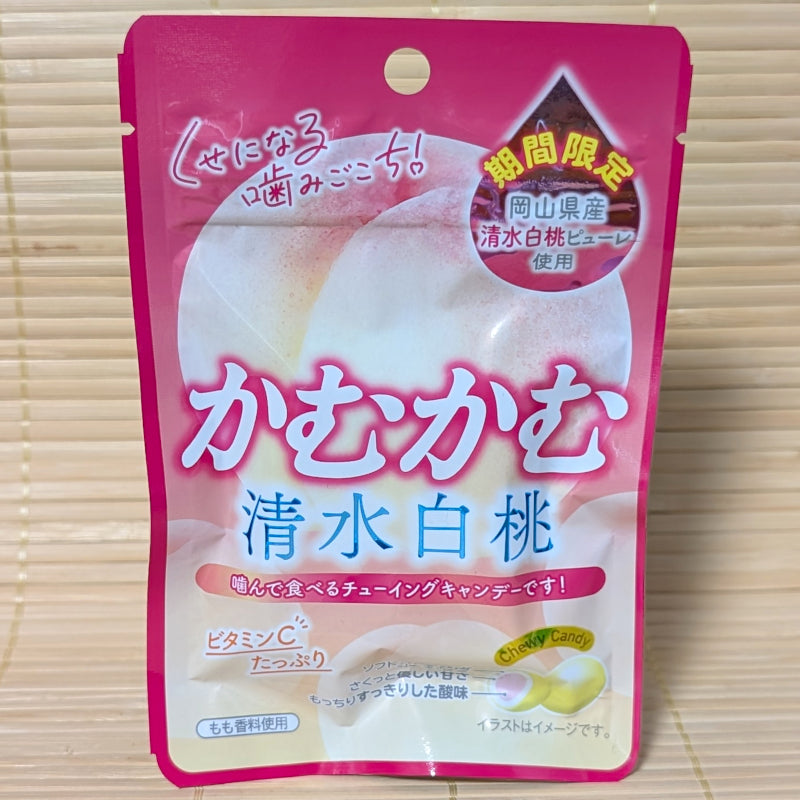 くせになる
噛みごこち!
期間限定
岡山県産
清水白桃ピューレ
使用
かむかむ
清水白桃
噛んで食べるチューイングキャンデーです!
ビタミンC
たっぷり
Chewy Candy
ソフト
さくっと優しい甘さ
もっちりすっきりした酸味
もも香料使用
イラストはイメージです。